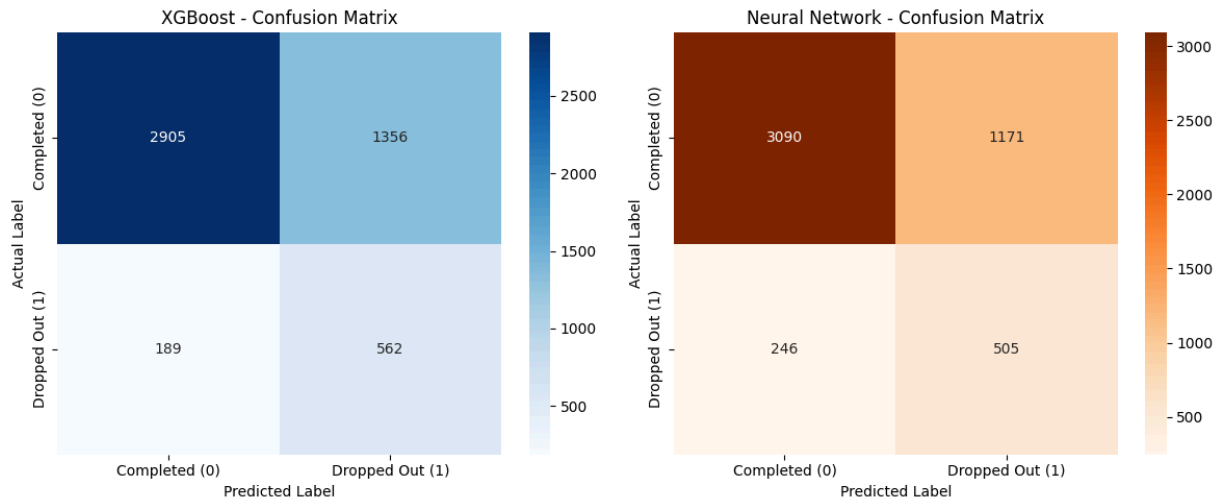 XGBoost - Confusion Matrix
Actual Label
Completed (0)
Dropped Out (1)
2905
1356
189
562
Completed (0)
Dropped Out (1)
Predicted Label
2500
2000
1500
1000
500
Neural Network - Confusion Matrix
Actual Label
Completed (0)
Dropped Out (1)
3090
1171
246
505
Completed (0)
Dropped Out (1)
Predicted Label
3000
2500
2000
1500
1000
500